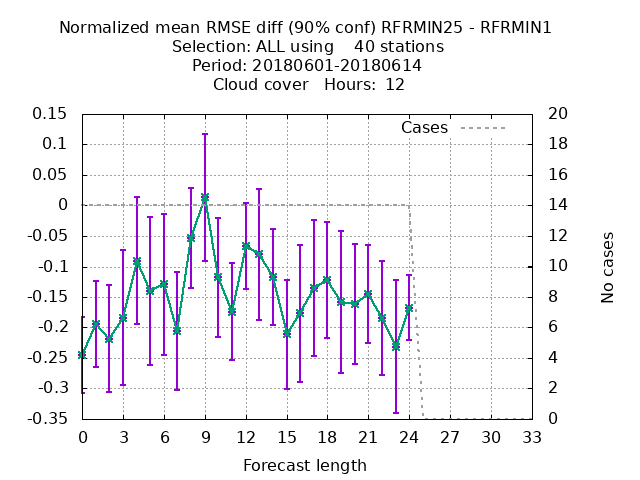 Normalized mean RMSE diff (90% conf) RFRMIN25 - RFRMIN1
Selection: ALL using    40 stations
Period: 20180601-20180614
Cloud cover   Hours:  12
Cases
0.15
0.1
0.05
0
-0.05
-0.1
-0.15
-0.2
-0.25
-0.3
-0.35
20
18
16
14
12
10
8
6
4
2
0
No cases
0 3 6 9 12 15 18 21 24 27 30 33
Forecast length